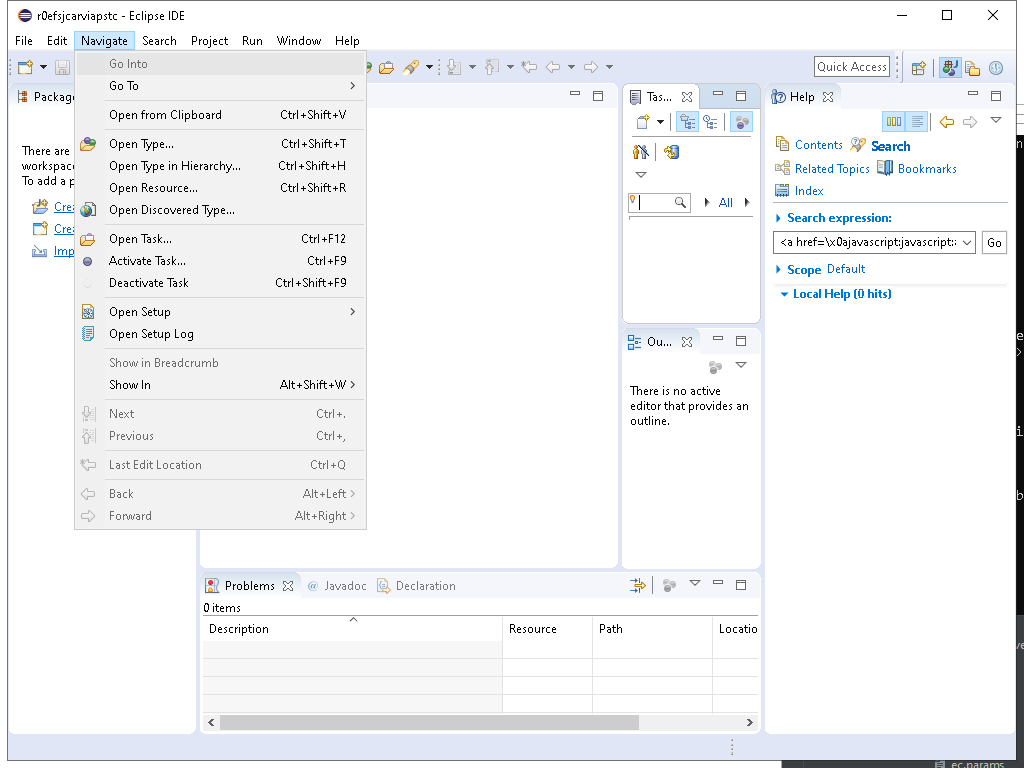 r0efsjcarviapstc - Eclipse IDE
File Edit Navigate Search Project Run Window Help
Quick Access
Go Into
Go To
Open from Clipboard Ctrl+Shift+V
Open Type... Ctrl+Shift+T
Open Type in Hierarchy... Ctrl+Shift+H
Open Resource... Ctrl+Shift+R
Open Discovered Type...
Open Task... Ctrl+F12
Activate Task... Ctrl+F9
Deactivate Task Ctrl+Shift+F9
Open Setup
Open Setup Log
Show in Breadcrumb
Show In Alt+Shift+W
Next Ctrl+.
Previous Ctrl+,
Last Edit Location Ctrl+Q
Back Alt+Left
Forward Alt+Right
Packag
There are
workspac
To add a p
Crea
Crea
Imp
Tas...
All
Ou...
There is no active
editor that provides an
outline.
Help
Contents Search
Related Topics Bookmarks
Index
Search expression:
<a href=\x0ajavascript:javascript: Go
Scope Default
Local Help (0 hits)
Problems @ Javadoc Declaration
0 items
Description Resource Path Locatio
ec.params